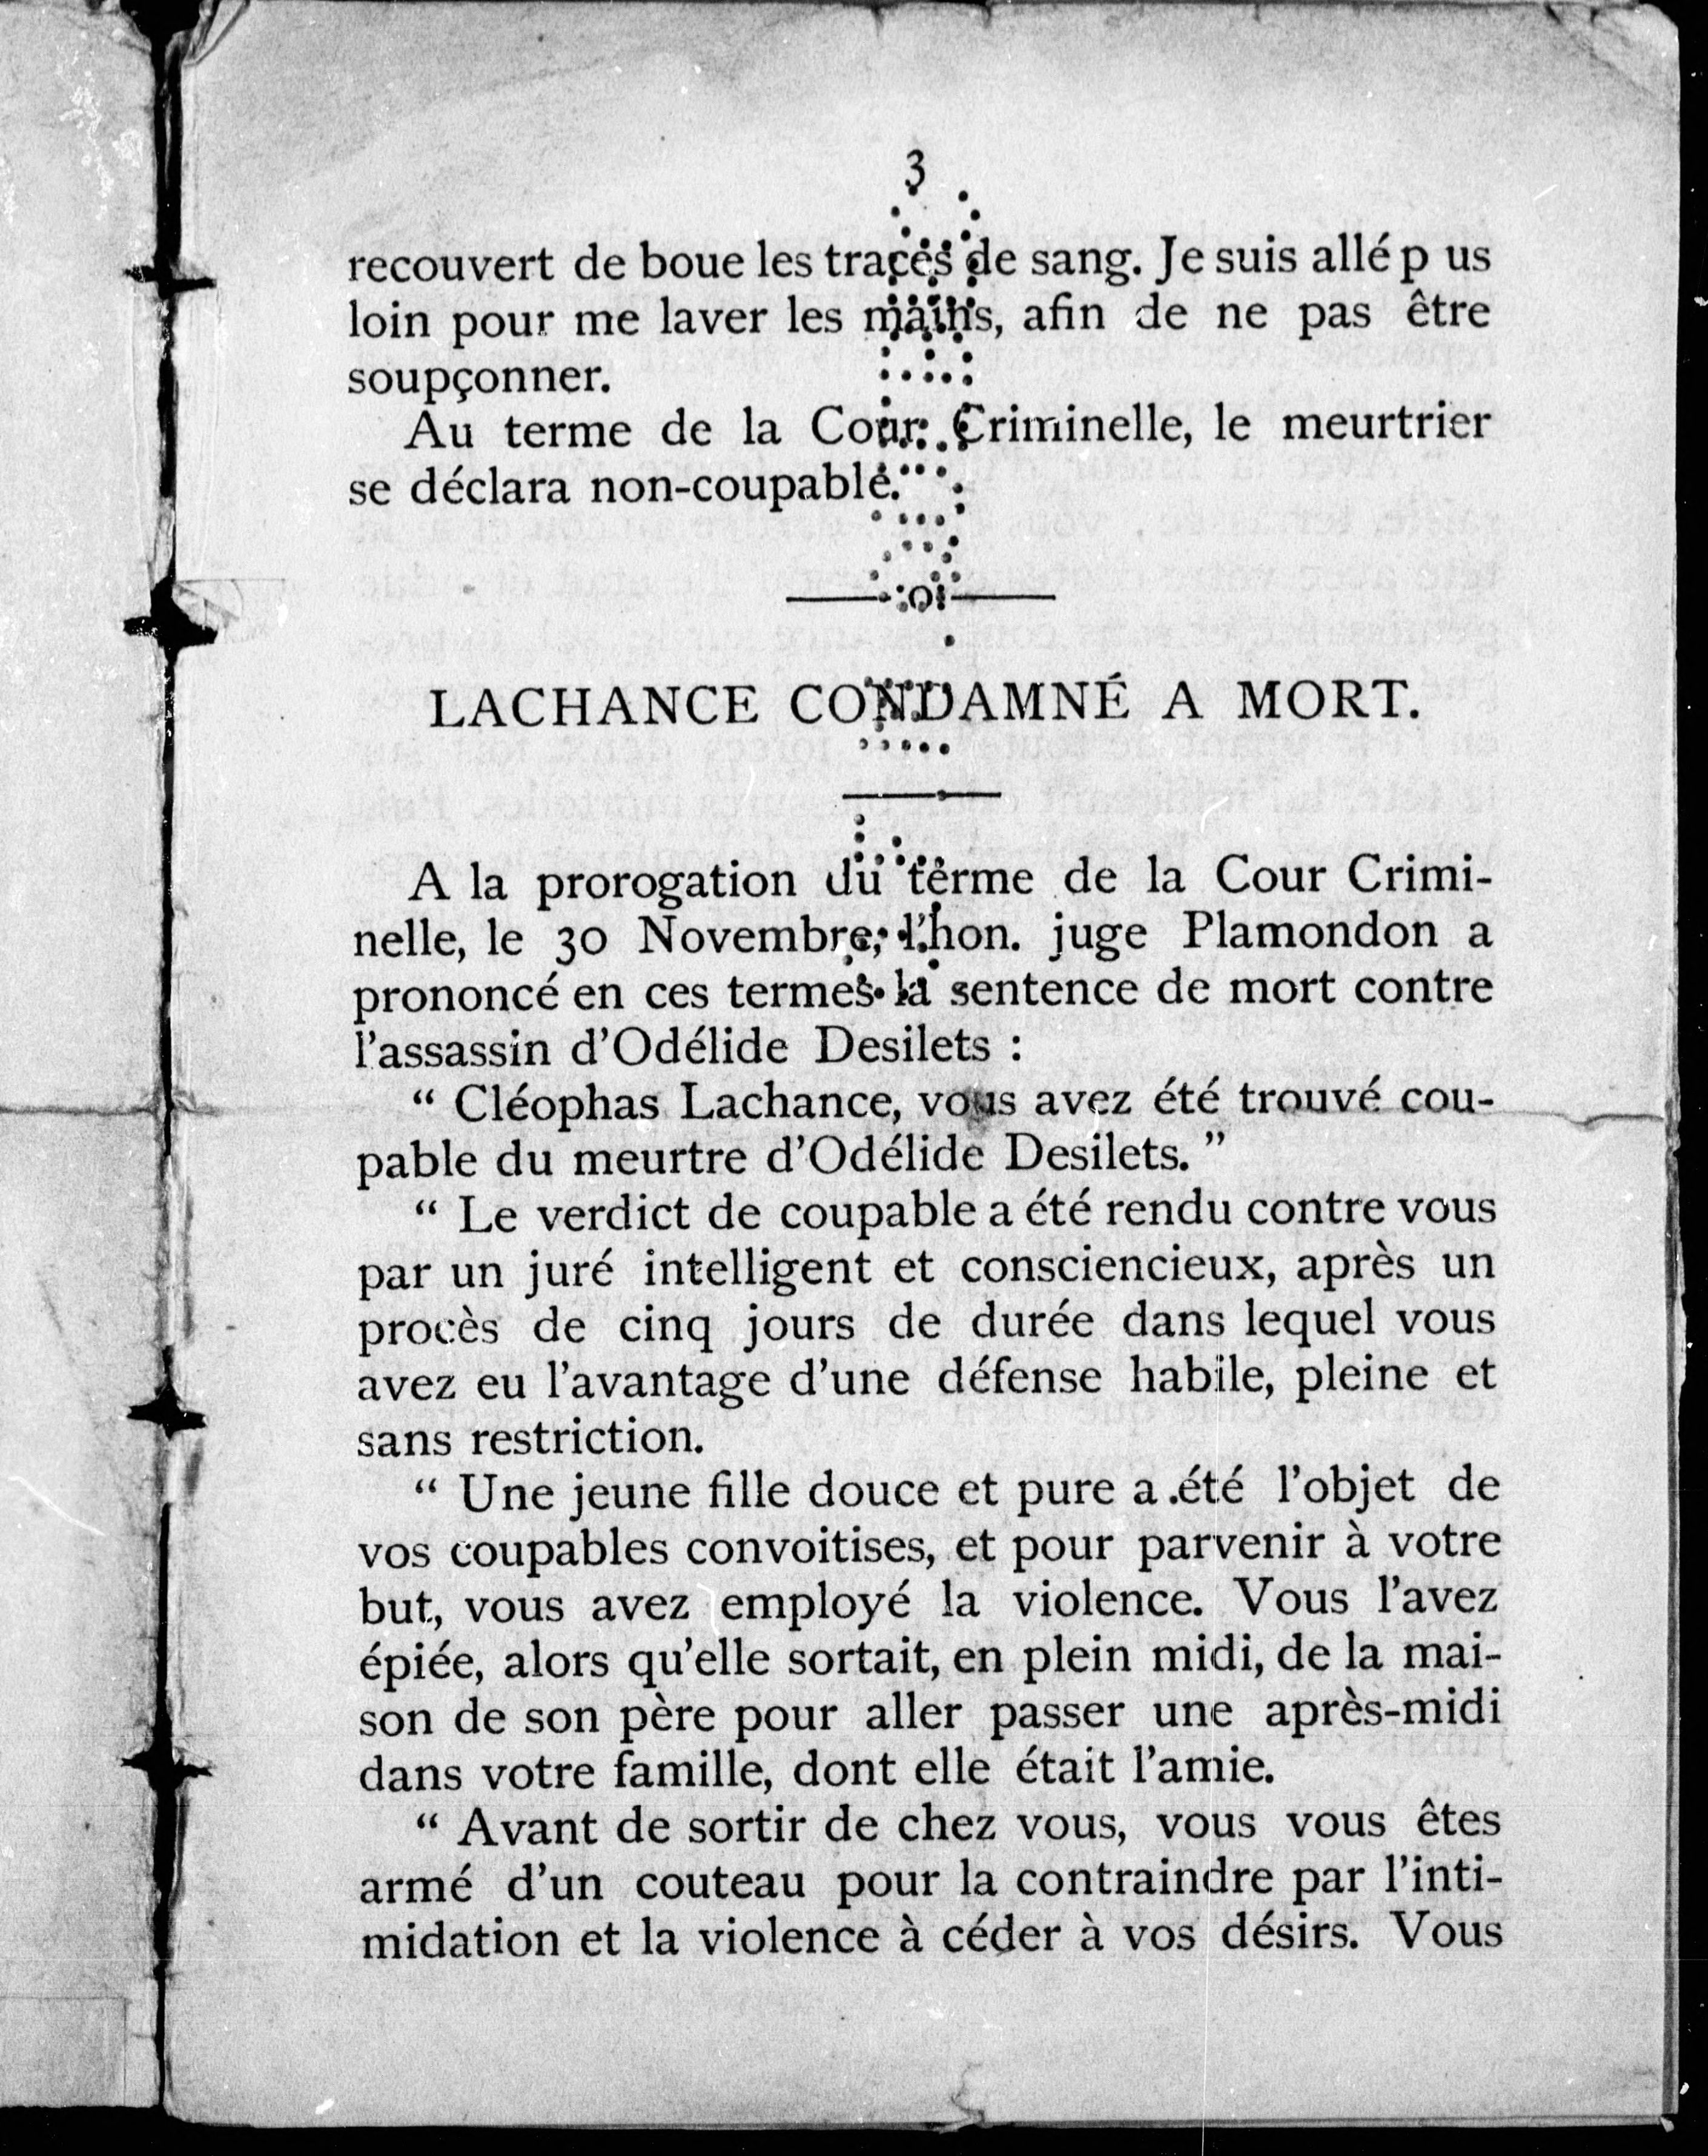 3
recouvert de boue les traces de sang. Je suis allé p us
loin pour me laver les mains, afin de ne pas être
soupçonner.
Au terme de la Cour Criminelle, le meurtrier
se déclara non-coupable.
:o:
LACHANCE CONDAMNÉ A MORT.
A la prorogation du terme de la Cour Crimi-
nelle, le 30 Novembre, l'hon. juge Plamondon a
prononcé en ces termes la sentence de mort contre
l'assassin d'Odélide Desilets :
“ Cléophas Lachance, vous avez été trouvé cou-
pable du meurtre d'Odélide Desilets. ”
“ Le verdict de coupable a été rendu contre vous
par un juré intelligent et consciencieux, après un
procès de cinq jours de durée dans lequel vous
avez eu l'avantage d'une défense habile, pleine et
sans restriction.
“ Une jeune fille douce et pure a été l'objet de
vos coupables convoitises, et pour parvenir à votre
but, vous avez employé la violence. Vous l'avez
épiée, alors qu'elle sortait, en plein midi, de la mai-
son de son père pour aller passer une après-midi
dans votre famille, dont elle était l'amie.
“ Avant de sortir de chez vous, vous vous êtes
armé d'un couteau pour la contraindre par l'inti-
midation et la violence à céder à vos désirs. Vous